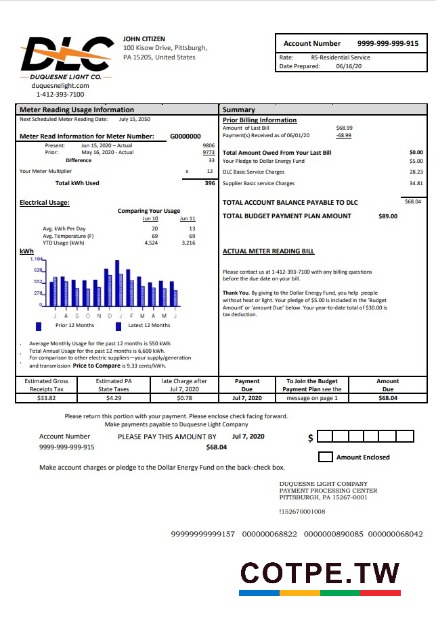 DLC
DUQUESNE LIGHT CO.
duquesnelight.com
1-412-393-7100
JOHN CITIZEN
100 Kisow Drive, Pittsburgh,
PA 15205, United States
Account Number 9999-999-999-915
Rate: RS-Residential Service
Date Prepared: 06/16/20
Meter Reading Usage Information
Next Scheduled Meter Reading Date: July 15, 2050
Meter Read Information for Meter Number: G0000000
Present: Jun 15, 2020 – Actual 9806
Prior: May 16, 2020 - Actual 9773
Difference 33
Your Meter Multiplier x 12
Total kWh Used 396
Electrical Usage:
Comparing Your Usage
Jun 10 Jun 11
Avg. kWh Per Day 20 13
Avg. Temperature (F) 69 69
YTD Usage (kWh) 4,524 3,216
kWh
J A S O N D J F M A M J
Prior 12 Months Latest 12 Months
Average Monthly Usage for the past 12 months is 550 kWh.
Total Annual Usage for the past 12 months is 6,600 kWh.
For comparison to other electric suppliers—your supply/generation
and transmission Price to Compare is 9.33 cents/kWh.
Summary
Prior Billing Information
Amount of Last Bill $68.99
Payment(s) Received as of 06/01/20 -68.99
Total Amount Owed From Your Last Bill $0.00
Your Pledge to Dollar Energy Fund $5.00
DLC Basic Service Charges 28.23
Supplier Basic service Charges 34.81
TOTAL ACCOUNT BALANCE PAYABLE TO DLC $68.04
TOTAL BUDGET PAYMENT PLAN AMOUNT $89.00
ACTUAL METER READING BILL
Please contact us at 1-412-393-7100 with any billing questions
before the due date on your bill.
Thank You. By giving to the Dollar Energy Fund, you help people
without heat or light. your pledge of $5.00 is included in the 'Budget
Amount' or 'amount Due' below. Your year-to-date total of $30.00 is
tax deduction.
Estimated Gross Receipts Tax $33.82
Estimated PA State Taxes $4.29
late Charge after Jul 7, 2020 $0.78
Payment Due Jul 7, 2020
To Join the Budget Payment Plan see the message on page 1
Amount Due $68.04
Please return this portion with your payment. Please enclose check facing forward.
Make payments payable to Duquesne Light Company
Account Number PLEASE PAY THIS AMOUNT BY Jul 7, 2020 $
9999-999-999-915 $68.04
Amount Enclosed
Make account charges or pledge to the Dollar Energy Fund on the back-check box.
DUQUESNE LIGHT COMPANY
PAYMENT PROCESSING CENTER
PITTSBURGH, PA 15267-0001
!152670001008
99999999999157 000000068822 0000000890085 000000068042
COTPE.TW